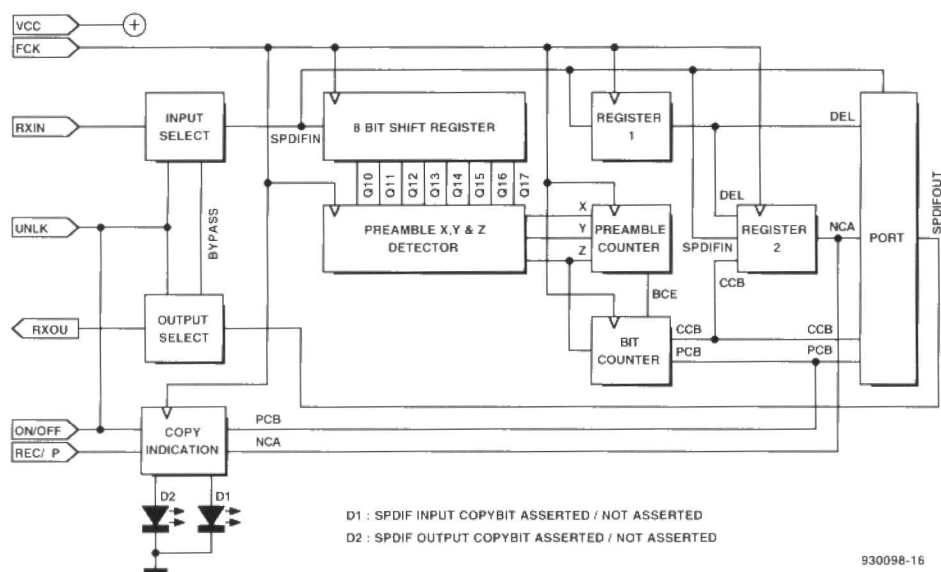 VCC
FCK
RXIN
INPUT
SELECT
SPDIFIN
8 BIT SHIFT REGISTER
REGISTER
1
DEL
Q10
Q11
Q12
Q13
Q14
Q15
Q16
Q17
UNLK
BYPASS
PREAMBLE X,Y & Z
DETECTOR
X
Y
Z
PREAMBLE
COUNTER
DEL
SPDIFIN
CCB
REGISTER
2
NCA
PORT
SPDIFOUT
BCE
RXOU
OUTPUT
SELECT
BIT
COUNTER
CCB
PCB
CCB
PCB
ON/OFF
REC/ P
COPY
INDICATION
PCB
NCA
D2
D1
D1 : SPDIF INPUT COPYBIT ASSERTED / NOT ASSERTED
D2 : SPDIF OUTPUT COPYBIT ASSERTED / NOT ASSERTED
930098-16